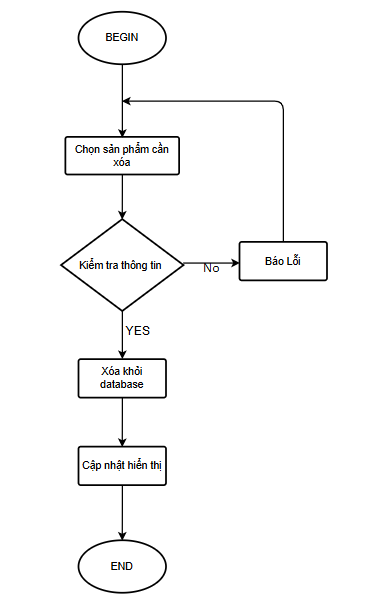 BEGIN
Chọn sản phẩm cần
xóa
Kiểm tra thông tin
No
Báo Lỗi
YES
Xóa khỏi
database
Cập nhật hiển thị
END